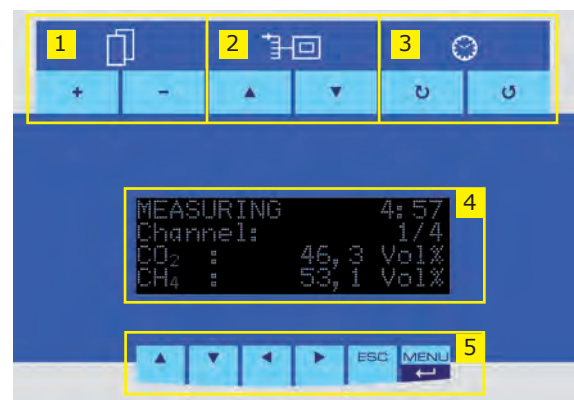 1 2 3
+ -
MEASURING 4:57
Channel: 1/4
CO₂ : 46,3 Vol%
CH₄ : 53,1 Vol%
4
ESC MENU
5